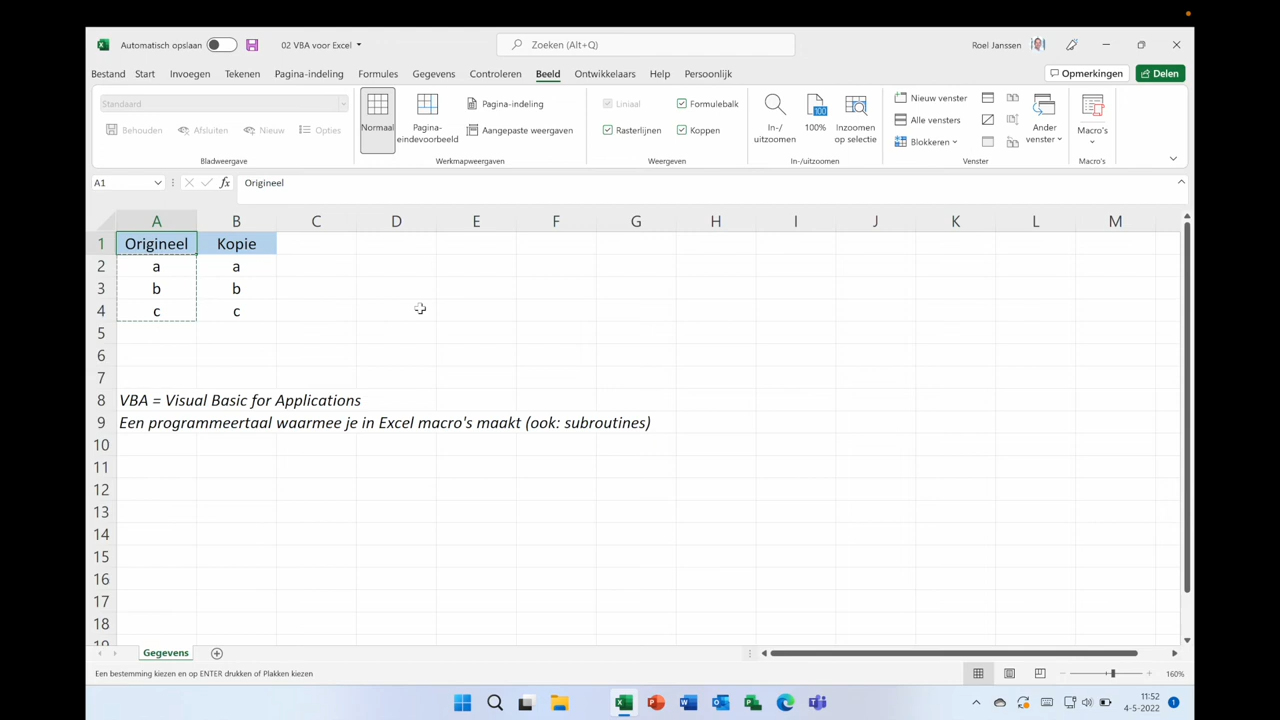 Automatisch opslaan
02 VBA voor Excel
Zoeken (Alt+Q)
Roel Janssen
Bestand Start Invoegen Tekenen Pagina-indeling Formules Gegevens Controleren Beeld Ontwikkelaars Help Persoonlijk
Opmerkingen Delen
Standaard
Behouden Afsluiten Nieuw Opties
Bladweergave
Normaal
Pagina-
eindevoorbeeld
Pagina-indeling
Aangepaste weergaven
Werkmapweergaven
Liniaal Formulebalk
Rasterlijnen Koppen
Weergeven
In-/
uitzoomen
100
100%
Inzoomen
op selectie
In-/uitzoomen
Nieuw venster
Alle vensters
Blokkeren
Ander
venster
Venster
Macro's
Macro's
A1 fx Origineel
A B C D E F G H I J K L M
1 Origineel Kopie
2 a a
3 b b
4 c c
5
6
7
8 VBA = Visual Basic for Applications
9 Een programmeertaal waarmee je in Excel macro's maakt (ook: subroutines)
10
11
12
13
14
15
16
17
18
19
Gegevens
Een bestemming kiezen en op ENTER drukken of Plakken kiezen
160%
11:52
4-5-2022
1